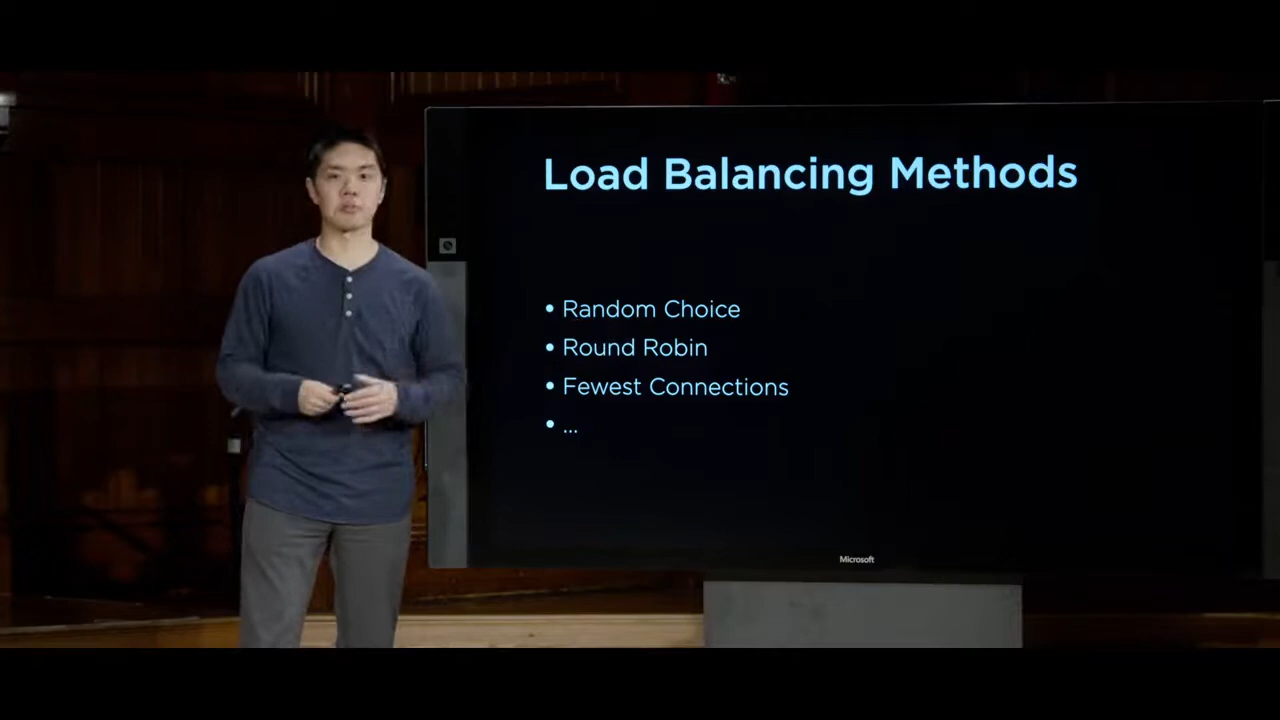 Load Balancing Methods
• Random Choice
• Round Robin
• Fewest Connections
• ...
Microsoft